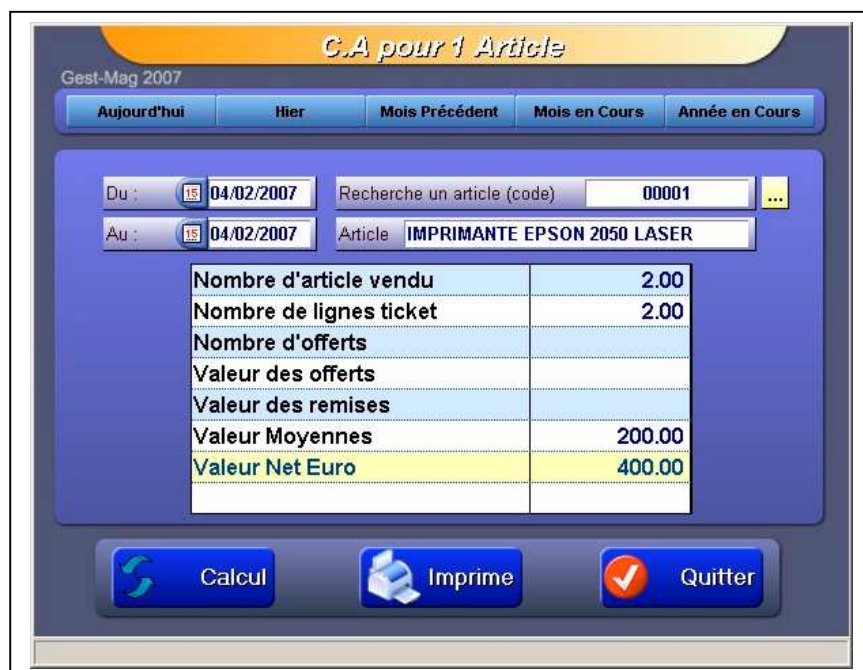 C.A pour 1 Article
Gest-Mag 2007
Aujourd'hui Hier Mois Précédent Mois en Cours Année en Cours
Du : 15 04/02/2007 Recherche un article (code) 00001 ...
Au : 15 04/02/2007 Article IMPRIMANTE EPSON 2050 LASER
Nombre d'article vendu 2.00
Nombre de lignes ticket 2.00
Nombre d'offerts
Valeur des offerts
Valeur des remises
Valeur Moyennes 200.00
Valeur Net Euro 400.00
Calcul Imprime Quitter